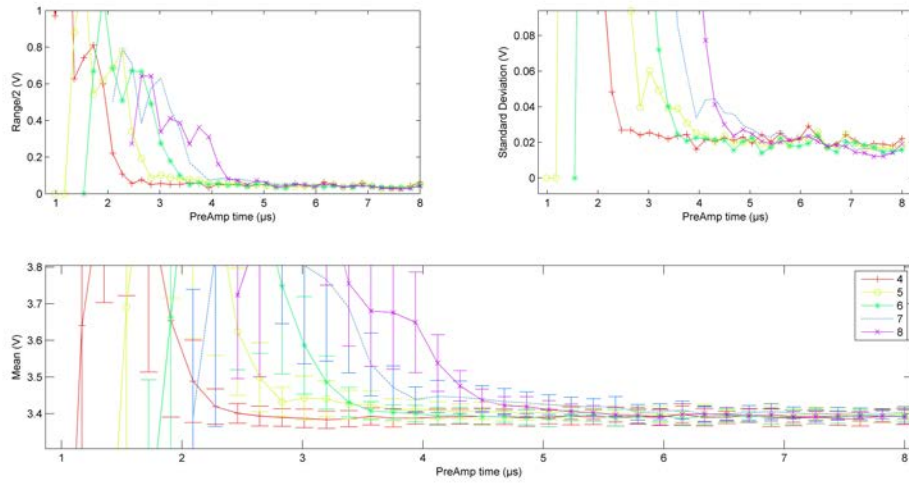 1
0.8
0.6
0.4
0.2
0
Range/2 (V)
1 2 3 4 5 6 7 8
PreAmp time (µs)
0.08
0.06
0.04
0.02
0
Standard Deviation (V)
1 2 3 4 5 6 7 8
PreAmp time (µs)
3.8
3.7
3.6
3.5
3.4
Mean (V)
1 2 3 4 5 6 7 8
PreAmp time (µs)
4
5
6
7
8